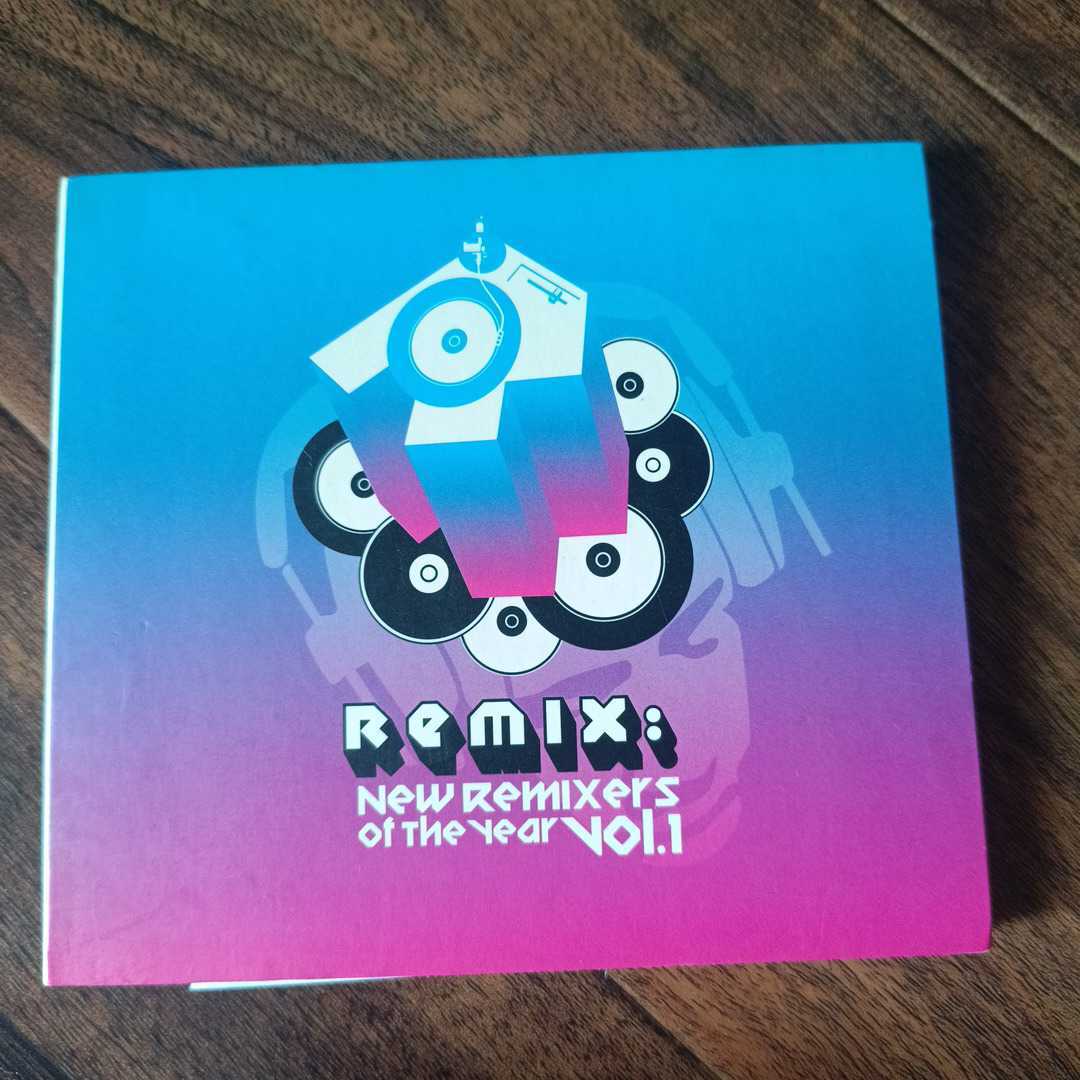 Remix:
New Remixers
of the year Vol.1